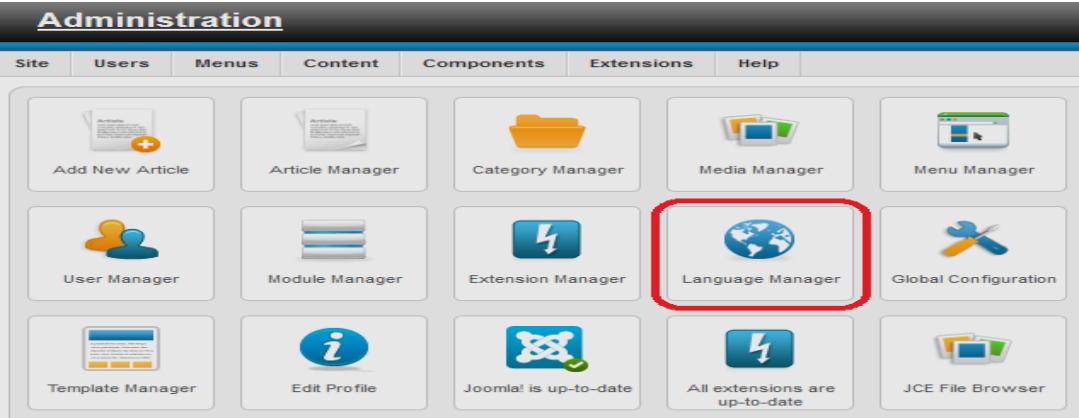 Administration
Site Users Menus Content Components Extensions Help
Article
Article
Add New Article Article Manager Category Manager Media Manager Menu Manager
User Manager Module Manager Extension Manager Language Manager Global Configuration
Template Manager Edit Profile Joomla! is up-to-date All extensions are up-to-date JCE File Browser